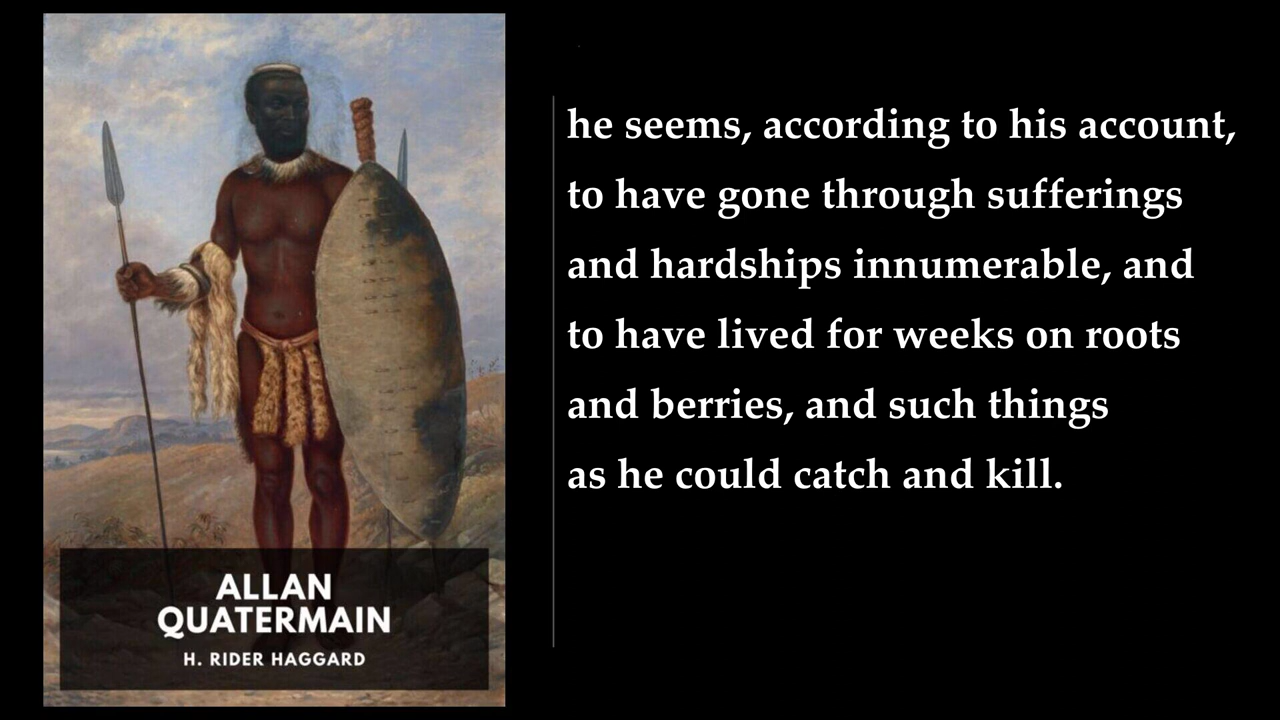 he seems, according to his account,
to have gone through sufferings
and hardships innumerable, and
to have lived for weeks on roots
and berries, and such things
as he could catch and kill.
ALLAN
QUATERMAIN
H. RIDER HAGGARD